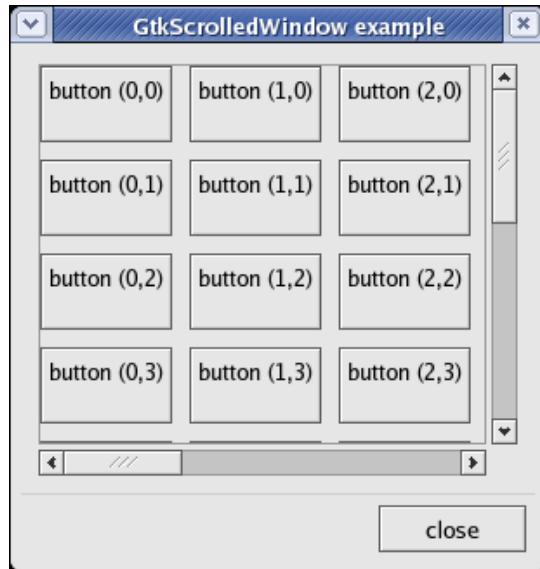 GtkScrolledWindow example
button (0,0) button (1,0) button (2,0)
button (0,1) button (1,1) button (2,1)
button (0,2) button (1,2) button (2,2)
button (0,3) button (1,3) button (2,3)
close